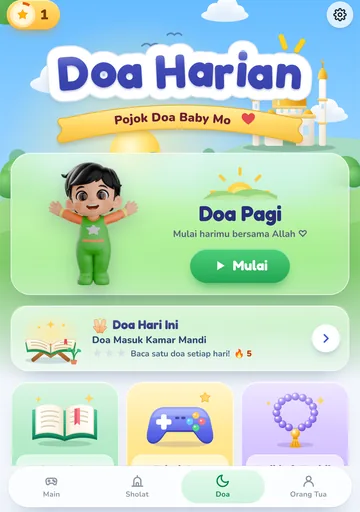 1
Doa Harian
Pojok Doa Baby Mo
Doa Pagi
Mulai harimu bersama Allah ♡
Mulai
Doa Hari Ini
Doa Masuk Kamar Mandi
Baca satu doa setiap hari! 🔥 5
Main
Sholat
Doa
Orang Tua